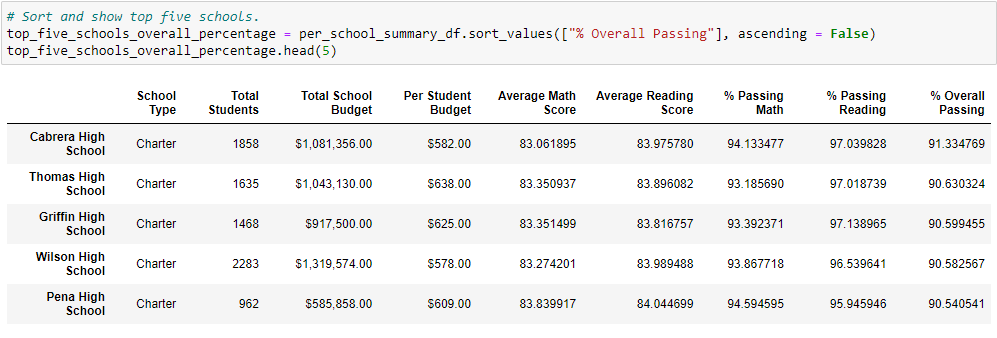 # Sort and show top five schools.
top_five_schools_overall_percentage = per_school_summary_df.sort_values(["% Overall Passing"], ascending = False)
top_five_schools_overall_percentage.head(5)
School Type Total Students Total School Budget Per Student Budget Average Math Score Average Reading Score % Passing Math % Passing Reading % Overall Passing
Cabrera High School Charter 1858 $1,081,356.00 $582.00 83.061895 83.975780 94.133477 97.039828 91.334769
Thomas High School Charter 1635 $1,043,130.00 $638.00 83.350937 83.896082 93.185690 97.018739 90.630324
Griffin High School Charter 1468 $917,500.00 $625.00 83.351499 83.816757 93.392371 97.138965 90.599455
Wilson High School Charter 2283 $1,319,574.00 $578.00 83.274201 83.989488 93.867718 96.539641 90.582567
Pena High School Charter 962 $585,858.00 $609.00 83.839917 84.044699 94.594595 95.945946 90.540541